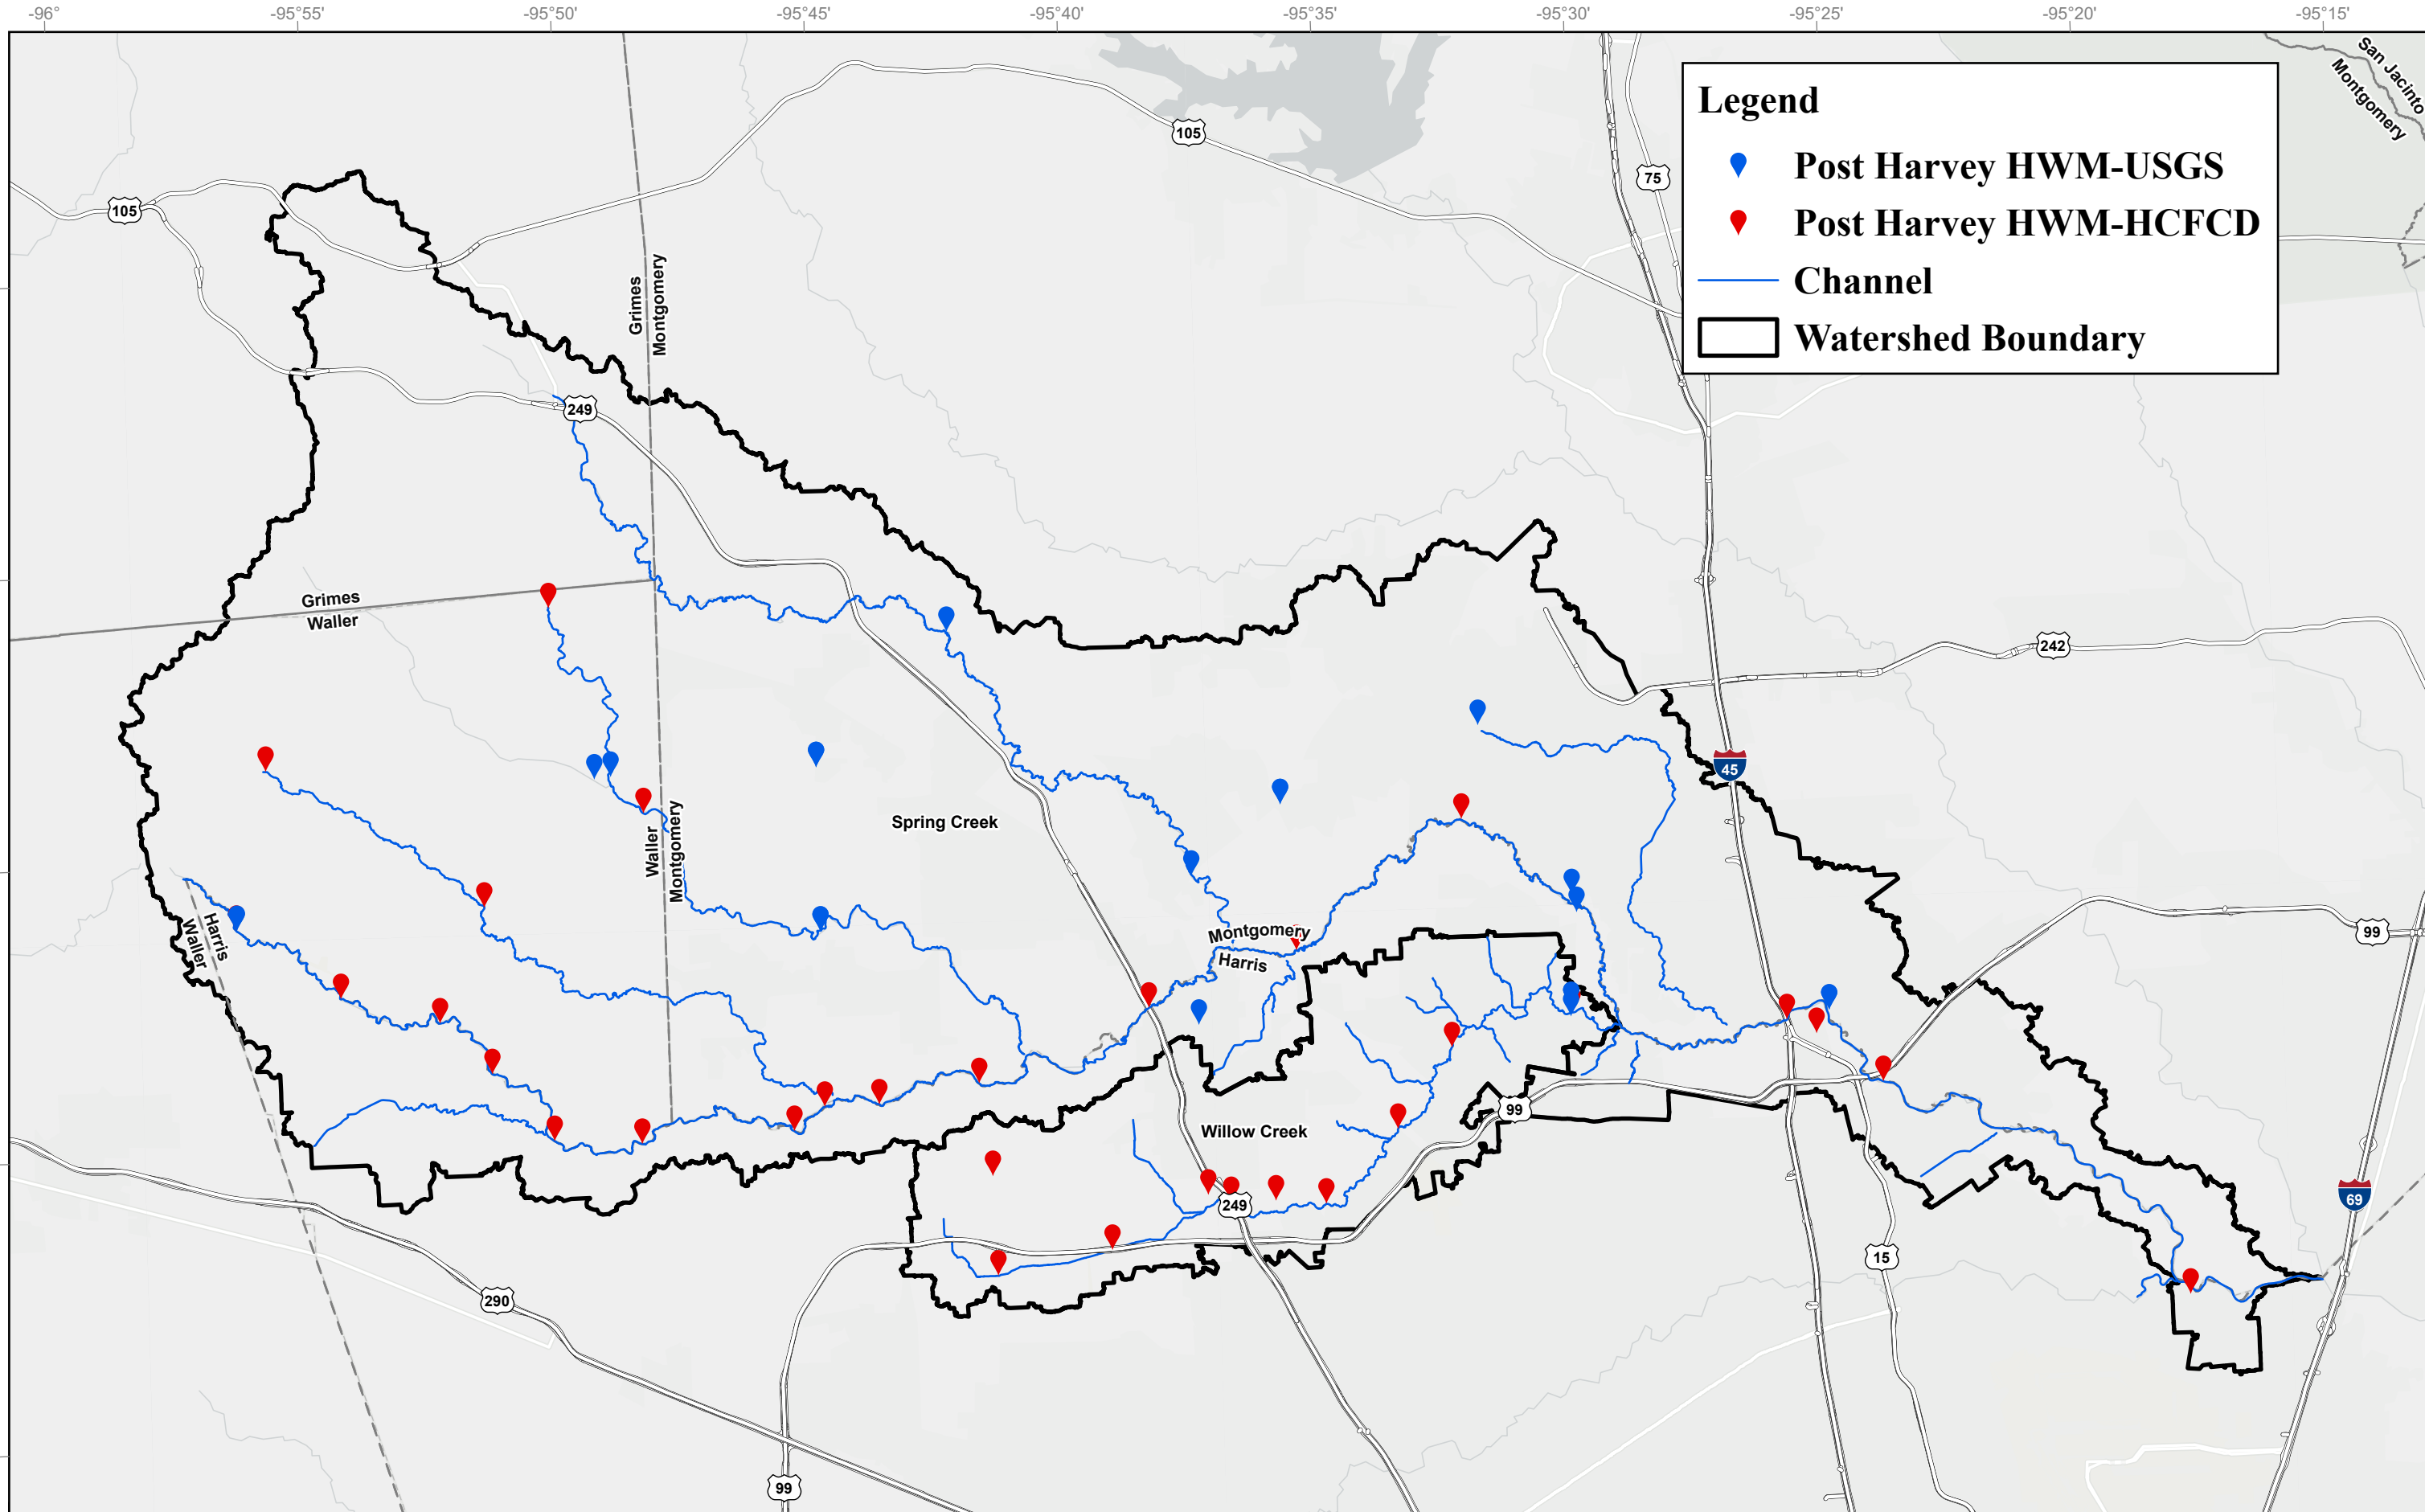 -96°
-95°55'
-95°50'
-95°45'
-95°40'
-95°35'
-95°30'
-95°25'
-95°20'
-95°15'
San Jacinto
Montgomery
Legend
Post Harvey HWM-USGS
Post Harvey HWM-HCFCD
Channel
Watershed Boundary
105
75
105
Grimes
Montgomery
249
Grimes
Waller
242
45
Spring Creek
Waller
Montgomery
Harris
Waller
Montgomery
Harris
99
99
Willow Creek
249
69
15
290
99